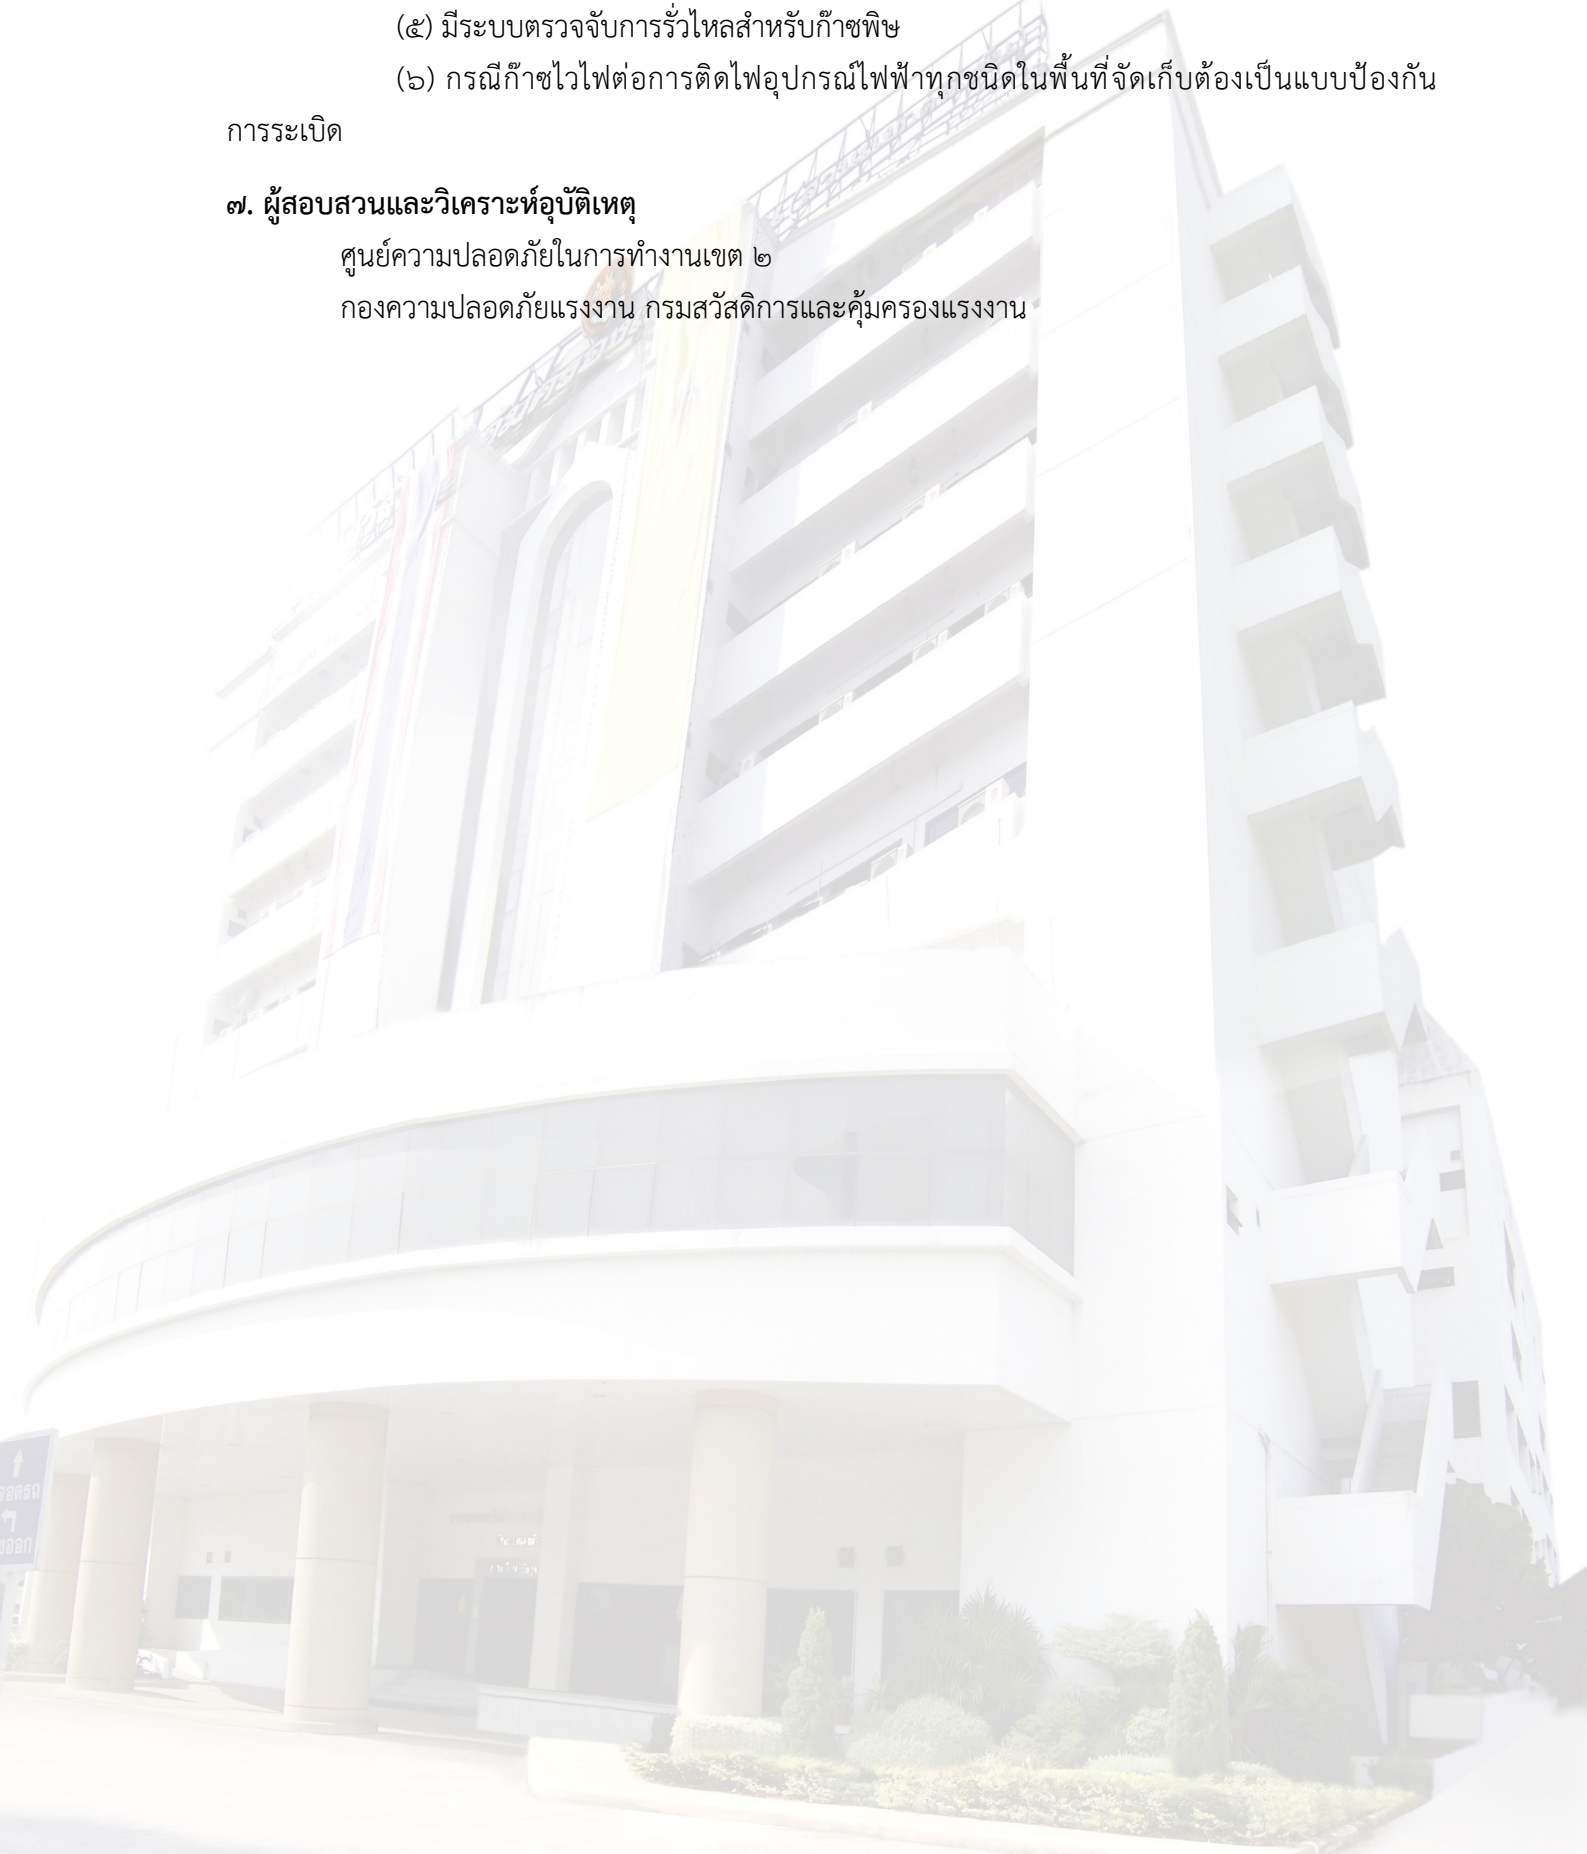 (๕) มีระบบตรวจจับการรั่วไหลสำหรับก๊าซพิษ
(๖) กรณีก๊าซไวไฟต่อการติดไฟอุปกรณ์ไฟฟ้าทุกชนิดในพื้นที่จัดเก็บต้องเป็นแบบป้องกัน
การระเบิด
๗. ผู้สอบสวนและวิเคราะห์อุบัติเหตุ
ศูนย์ความปลอดภัยในการทำงานเขต ๒
กองความปลอดภัยแรงงาน กรมสวัสดิการและคุ้มครองแรงงาน